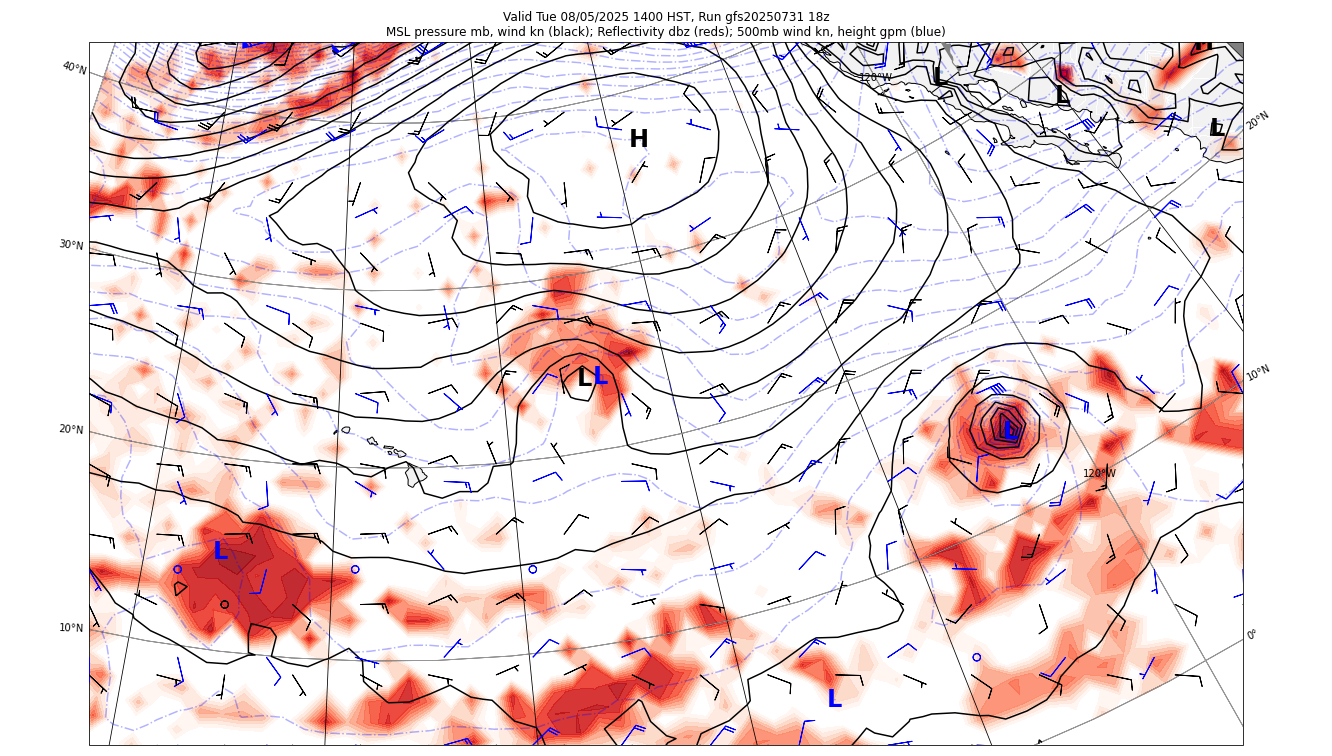 Valid Tue 08/05/2025 1400 HST, Run gfs20250731 18z
MSL pressure mb, wind kn (black); Reflectivity dbz (reds); 500mb wind kn, height gpm (blue)
H
40°N
120°W
L
L
20°N
L
H
30°N
L L
10°N
20°N
L
120°W
L
10°N
0°
L